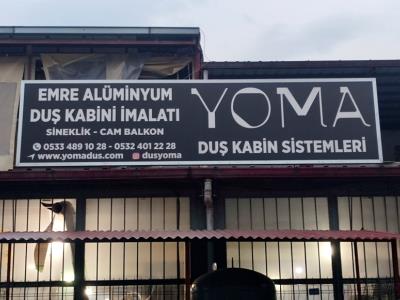 EMRE ALÜMİNYUM
DUŞ KABİNİ İMALATI
SİNEKLİK - CAM BALKON
0533 489 10 28 - 0532 401 22 28
www.yomadus.com dusyoma
YOMA
DUŞ KABİN SİSTEMLERİ